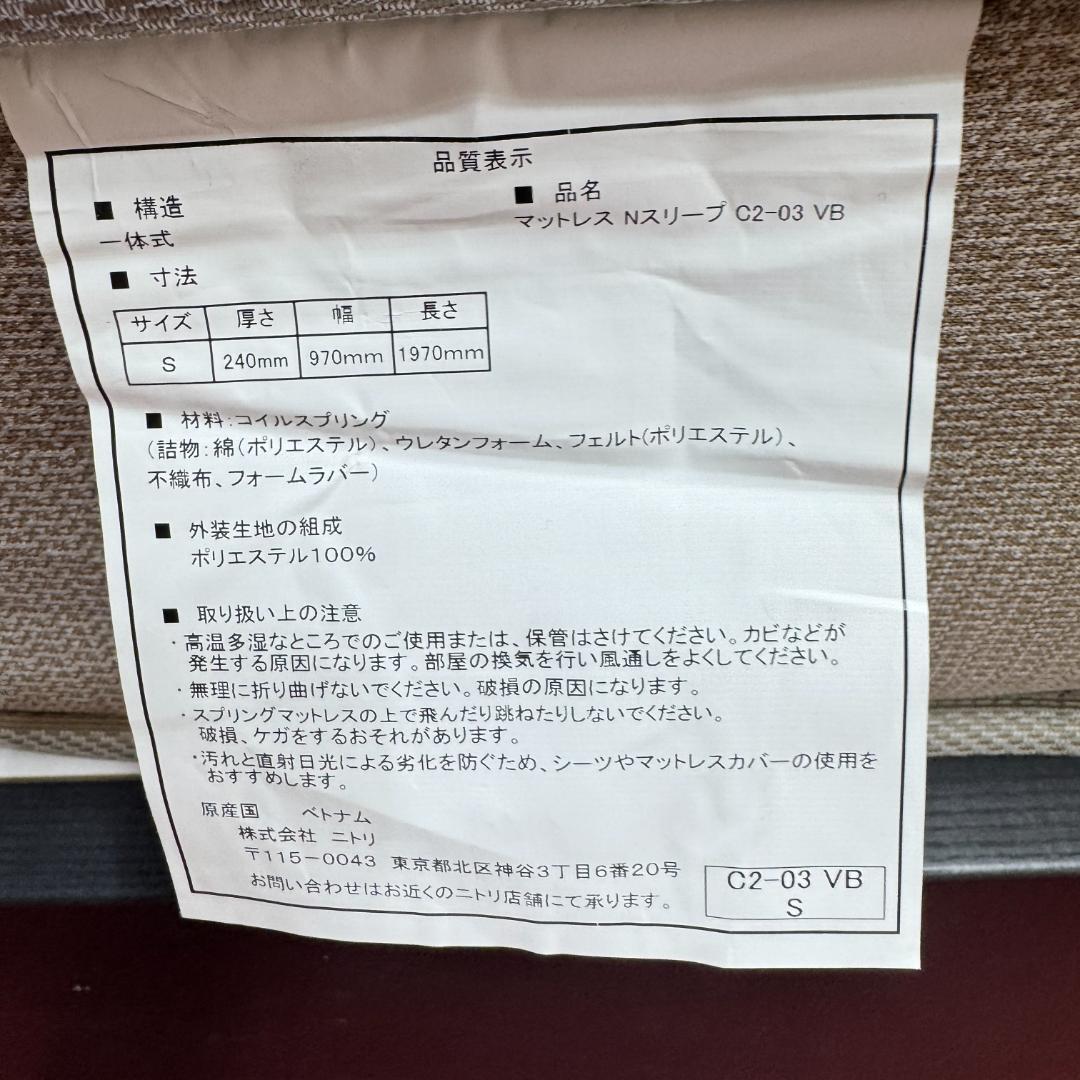 品質表示
■ 構造
一体式
■ 品名
マットレス Nスリープ C2-03 VB
■ 寸法
サイズ 厚さ 幅 長さ
S 240mm 970mm 1970mm
■ 材料:コイルスプリング
(詰物:綿(ポリエステル)、ウレタンフォーム、フェルト(ポリエステル)、
不織布、フォームラバー)
■ 外装生地の組成
ポリエステル100%
■ 取り扱い上の注意
・高温多湿なところでのご使用または、保管はさけてください。カビなどが
発生する原因になります。部屋の換気を行い風通しをよくしてください。
・無理に折り曲げないでください。破損の原因になります。
・スプリングマットレスの上で飛んだり跳ねたりしないでください。
破損、ケガをするおそれがあります。
・汚れと直射日光による劣化を防ぐため、シーツやマットレスカバーの使用を
おすすめします。
原産国 ベトナム
株式会社 ニトリ
〒115-0043 東京都北区神谷3丁目6番20号
お問い合わせはお近くのニトリ店舗にて承ります。
C2-03 VB
S